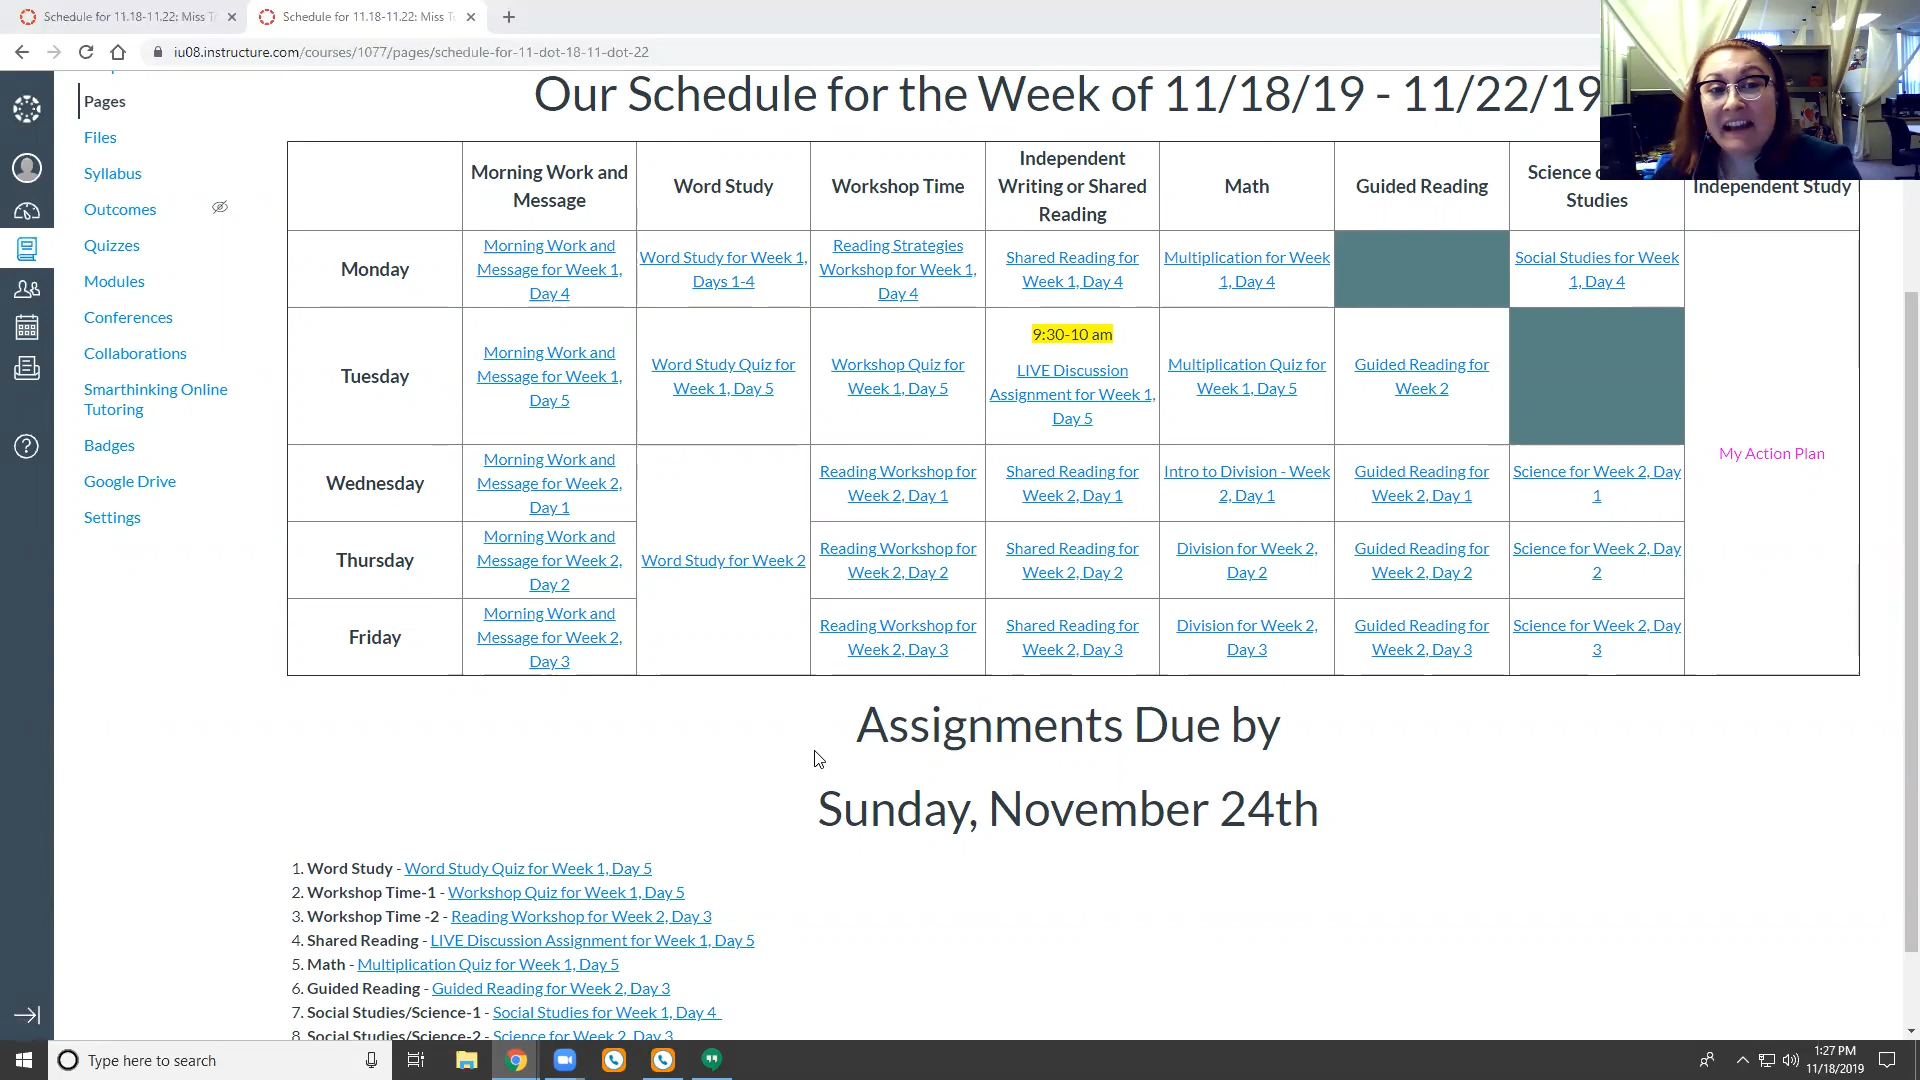 Schedule for 11.18-11.22: Miss T
Schedule for 11.18-11.22: Miss T
iu08.instructure.com/courses/1077/pages/schedule-for-11-dot-18-11-dot-22
Pages
Files
Syllabus
Outcomes
Quizzes
Modules
Conferences
Collaborations
Smarthinking Online
Tutoring
Badges
Google Drive
Settings
Our Schedule for the Week of 11/18/19 - 11/22/19
Morning Work and
Message
Word Study
Workshop Time
Independent
Writing or Shared
Reading
Math
Guided Reading
Science
Studies
Independent Study
Monday
Morning Work and
Message for Week 1,
Day 4
Word Study for Week 1,
Days 1-4
Reading Strategies
Workshop for Week 1,
Day 4
Shared Reading for
Week 1, Day 4
Multiplication for Week
1, Day 4
Social Studies for Week
1, Day 4
Tuesday
Morning Work and
Message for Week 1,
Day 5
Word Study Quiz for
Week 1, Day 5
Workshop Quiz for
Week 1, Day 5
9:30-10 am
LIVE Discussion
Assignment for Week 1,
Day 5
Multiplication Quiz for
Week 1, Day 5
Guided Reading for
Week 2
My Action Plan
Wednesday
Morning Work and
Message for Week 2,
Day 1
Word Study for Week 2
Reading Workshop for
Week 2, Day 1
Shared Reading for
Week 2, Day 1
Intro to Division - Week
2, Day 1
Guided Reading for
Week 2, Day 1
Science for Week 2, Day
1
Thursday
Morning Work and
Message for Week 2,
Day 2
Reading Workshop for
Week 2, Day 2
Shared Reading for
Week 2, Day 2
Division for Week 2,
Day 2
Guided Reading for
Week 2, Day 2
Science for Week 2, Day
2
Friday
Morning Work and
Message for Week 2,
Day 3
Reading Workshop for
Week 2, Day 3
Shared Reading for
Week 2, Day 3
Division for Week 2,
Day 3
Guided Reading for
Week 2, Day 3
Science for Week 2, Day
3
Assignments Due by
Sunday, November 24th
1. Word Study - Word Study Quiz for Week 1, Day 5
2. Workshop Time-1 - Workshop Quiz for Week 1, Day 5
3. Workshop Time -2 - Reading Workshop for Week 2, Day 3
4. Shared Reading - LIVE Discussion Assignment for Week 1, Day 5
5. Math - Multiplication Quiz for Week 1, Day 5
6. Guided Reading - Guided Reading for Week 2, Day 3
7. Social Studies/Science-1 - Social Studies for Week 1, Day 4
8. Social Studies/Science-2 - Science for Week 2, Day 3
Type here to search
1:27 PM
11/18/2019